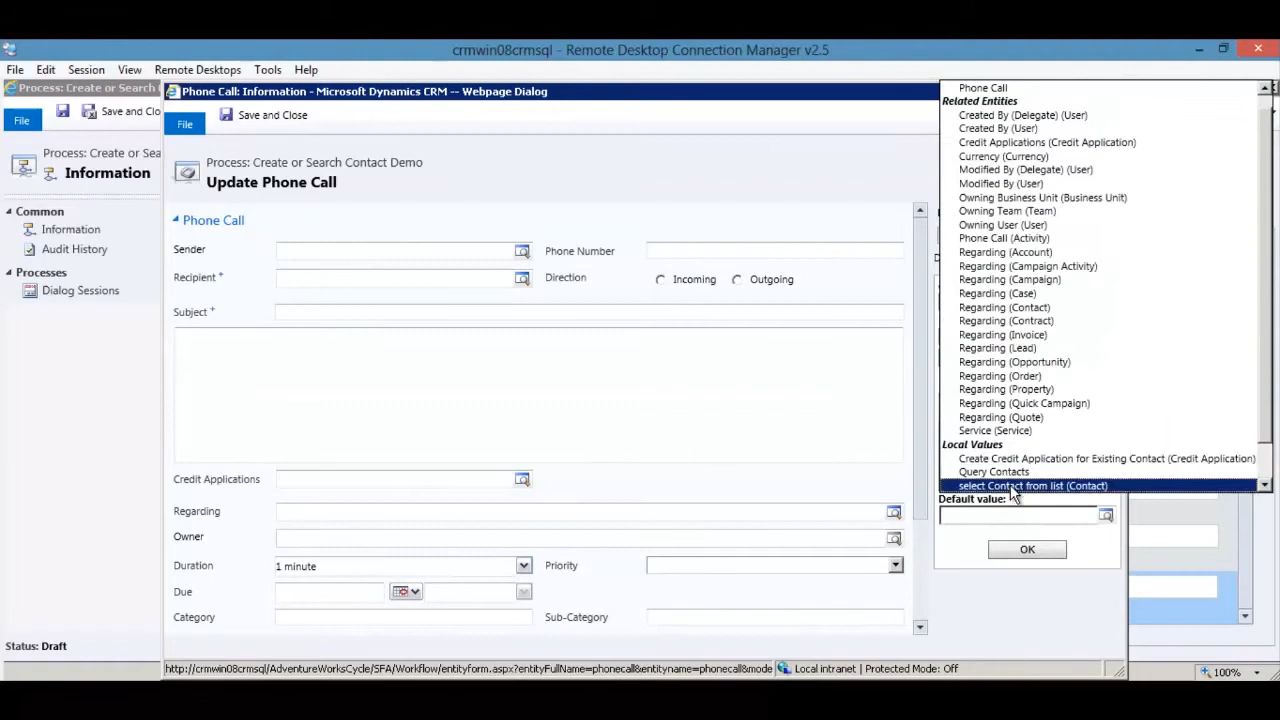 crmwin08crmsql - Remote Desktop Connection Manager v2.5
File Edit Session View Remote Desktops Tools Help
Process: Create or Search Co
Phone Call: Information - Microsoft Dynamics CRM -- Webpage Dialog
File
Save and Clo
File
Save and Close
Process: Create or Sea
Information
Common
Information
Audit History
Processes
Dialog Sessions
Status: Draft
Process: Create or Search Contact Demo
Update Phone Call
Phone Call
Sender
Phone Number
Recipient *
Direction
Incoming
Outgoing
Subject *
Credit Applications
Regarding
Owner
Duration
1 minute
Priority
Due
Category
Sub-Category
Phone Call
Related Entities
Created By (Delegate) (User)
Created By (User)
Credit Applications (Credit Application)
Currency (Currency)
Modified By (Delegate) (User)
Modified By (User)
Owning Business Unit (Business Unit)
Owning Team (Team)
Owning User (User)
Phone Call (Activity)
Regarding (Account)
Regarding (Campaign Activity)
Regarding (Campaign)
Regarding (Case)
Regarding (Contact)
Regarding (Contract)
Regarding (Invoice)
Regarding (Lead)
Regarding (Opportunity)
Regarding (Order)
Regarding (Property)
Regarding (Quick Campaign)
Regarding (Quote)
Service (Service)
Local Values
Create Credit Application for Existing Contact (Credit Application)
Query Contacts
select Contact from list (Contact)
Default value:
OK
http://crmwin08crmsql/AdventureWorksCycle/SFA/Workflow/entityform.aspx?entityFullName=phonecall&entityname=phonecall&mode
Local intranet | Protected Mode: Off
100%